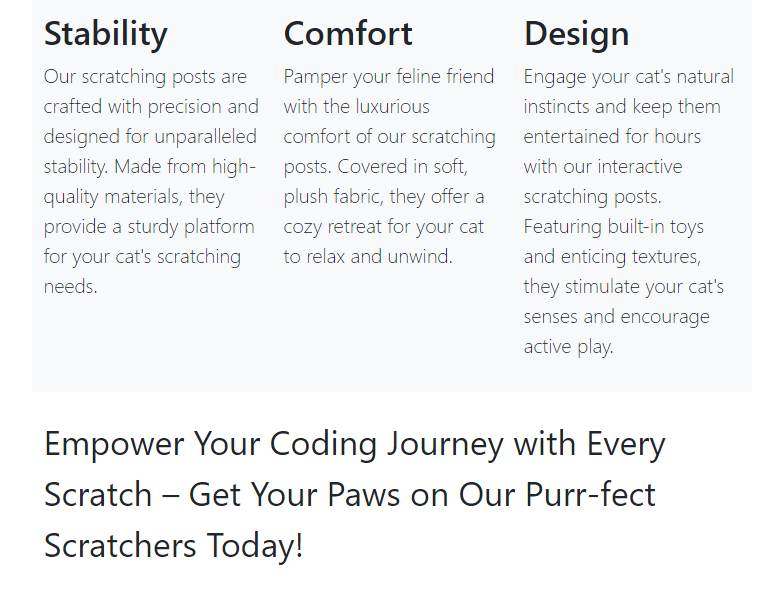 Stability
Our scratching posts are
crafted with precision and
designed for unparalleled
stability. Made from high-
quality materials, they
provide a sturdy platform
for your cat's scratching
needs.
Comfort
Pamper your feline friend
with the luxurious
comfort of our scratching
posts. Covered in soft,
plush fabric, they offer a
cozy retreat for your cat
to relax and unwind.
Design
Engage your cat's natural
instincts and keep them
entertained for hours
with our interactive
scratching posts.
Featuring built-in toys
and enticing textures,
they stimulate your cat's
senses and encourage
active play.
Empower Your Coding Journey with Every
Scratch – Get Your Paws on Our Purr-fect
Scratchers Today!